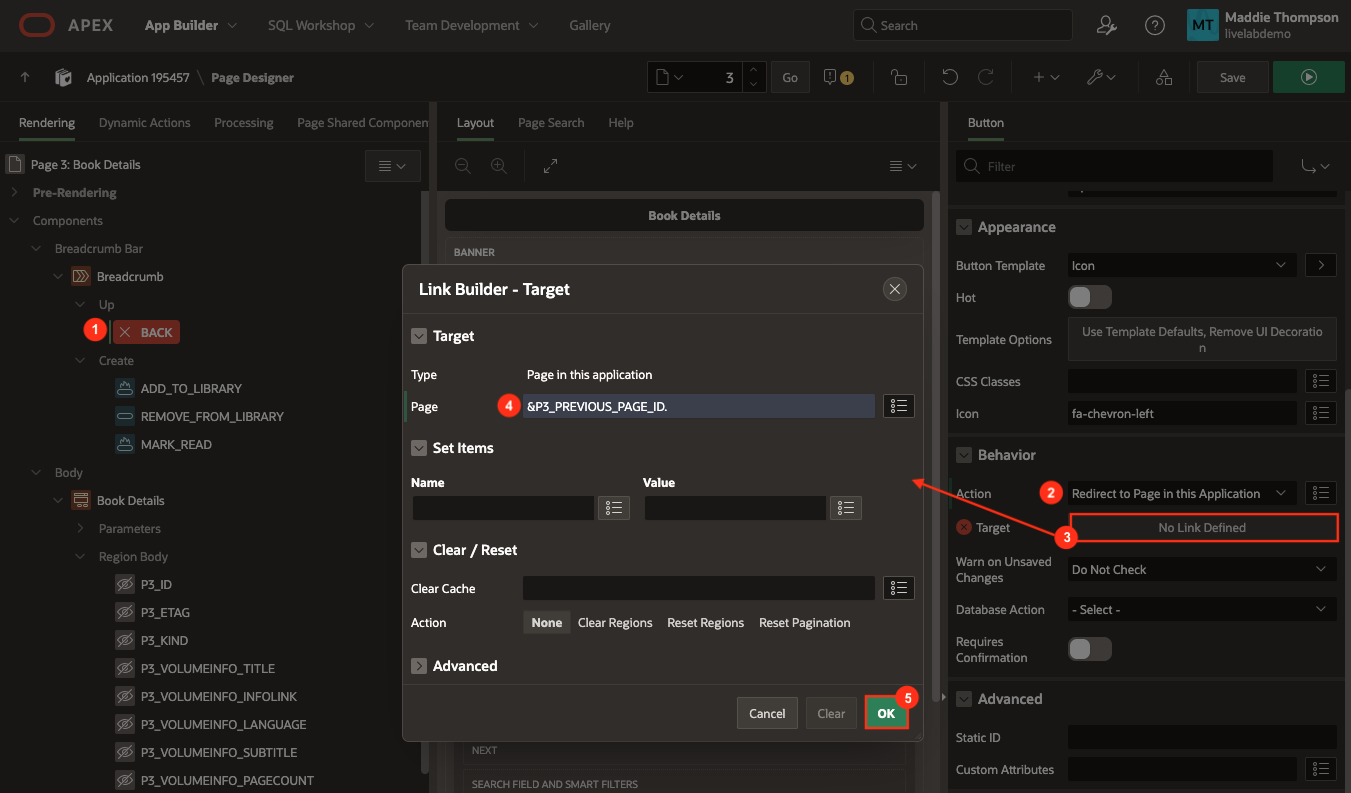 APEX
App Builder
SQL Workshop
Team Development
Gallery
Search
MT
Maddie Thompson
livelabdemo
Application 195457 \ Page Designer
3
Go
1
Save
Rendering
Dynamic Actions
Processing
Page Shared Componen
Layout
Page Search
Help
Button
Page 3: Book Details
Filter
Pre-Rendering
Components
Breadcrumb Bar
Breadcrumb
Up
1
BACK
Create
ADD_TO_LIBRARY
REMOVE_FROM_LIBRARY
MARK_READ
Body
Book Details
Parameters
Region Body
P3_ID
P3_ETAG
P3_KIND
P3_VOLUMEINFO_TITLE
P3_VOLUMEINFO_INFOLINK
P3_VOLUMEINFO_LANGUAGE
P3_VOLUMEINFO_SUBTITLE
P3_VOLUMEINFO_PAGECOUNT
Book Details
BANNER
Link Builder - Target
Target
Type
Page in this application
Page
4
&P3_PREVIOUS_PAGE_ID.
Set Items
Name
Value
Clear / Reset
Clear Cache
Action
None
Clear Regions
Reset Regions
Reset Pagination
Advanced
Cancel
Clear
OK
5
NEXT
SEARCH FIELD AND SMART FILTERS
Appearance
Button Template
Icon
Hot
Template Options
Use Template Defaults, Remove UI Decoratio
n
CSS Classes
Icon
fa-chevron-left
Behavior
Action
2
Redirect to Page in this Application
Target
3
No Link Defined
Warn on Unsaved
Changes
Do Not Check
Database Action
- Select -
Requires
Confirmation
Advanced
Static ID
Custom Attributes